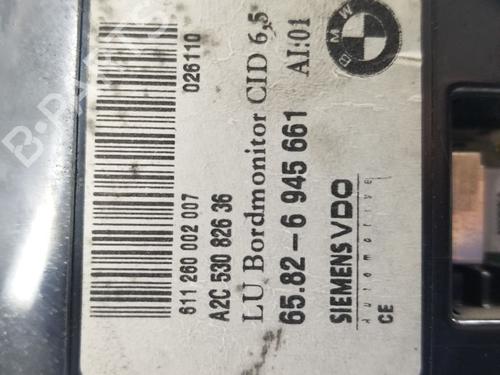 BMW
026110
611 260 002 007
A2C 530 826 36
LU Bordmonitor CID 6,5
AI:01
65.82 - 6 945 661
SIEMENS VDO
Automotive
CE
B-PARTS